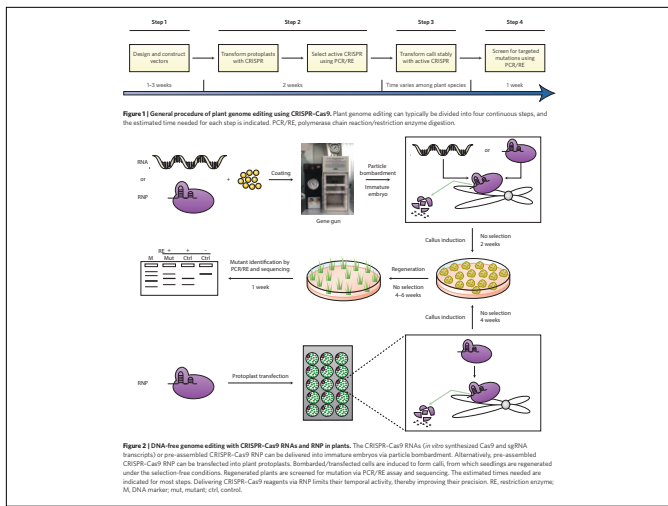 Step 1
Step 2
Step 3
Step 4
Design and construct
vectors
Transform protoplasts
with CRISPR
Select active CRISPR
using PCR/RE
Transform calli stably
with active CRISPR
Screen for targeted
mutations using
PCR/RE
1-3 weeks
2 weeks
Time varies among plant species
1 week
Figure 1 | General procedure of plant genome editing using CRISPR–Cas9. Plant genome editing can typically be divided into four continuous steps, and
the estimated time needed for each step is indicated. PCR/RE, polymerase chain reaction/restriction enzyme digestion.
RNA
or
RNP
+
Coating
Gene gun
Particle
bombardment
Immature
embryo
or
Callus induction
No selection
2 weeks
RE + + -
M Mut Ctrl Ctrl
Mutant identification by
PCR/RE and sequencing
1 week
Regeneration
No selection
4–6 weeks
Callus induction
No selection
4 weeks
RNP
Protoplast transfection
Figure 2 | DNA-free genome editing with CRISPR–Cas9 RNAs and RNP in plants. The CRISPR–Cas9 RNAs (in vitro synthesized Cas9 and sgRNA
transcripts) or pre-assembled CRISPR–Cas9 RNP can be delivered into immature embryos via particle bombardment. Alternatively, pre-assembled
CRISPR–Cas9 RNP can be transfected into plant protoplasts. Bombarded/transfected cells are induced to form calli, from which seedlings are regenerated
under the selection-free conditions. Regenerated plants are screened for mutation via PCR/RE assay and sequencing. The estimated times needed are
indicated for most steps. Delivering CRISPR–Cas9 reagents via RNP limits their temporal activity, thereby improving their precision. RE, restriction enzyme;
M, DNA marker; mut, mutant; ctrl, control.